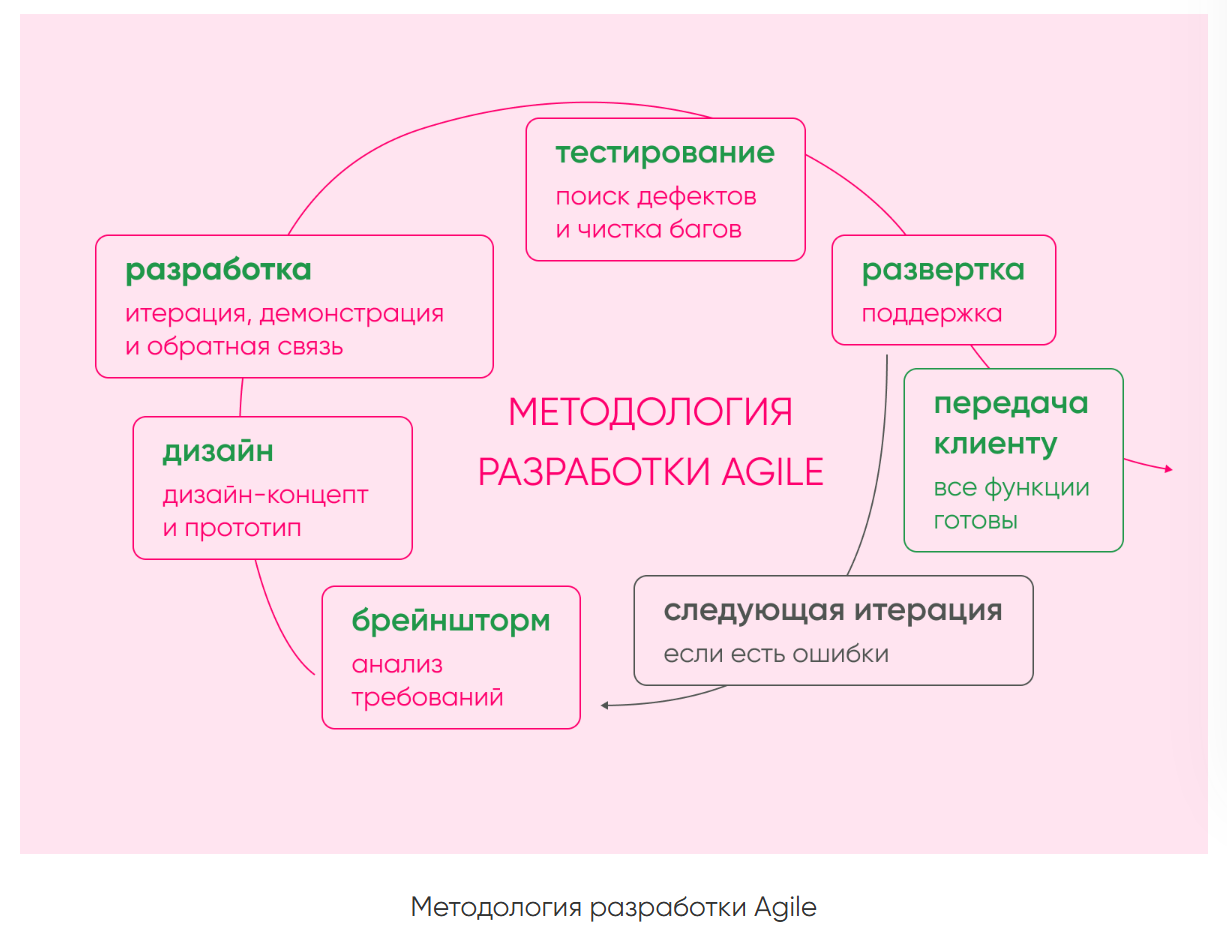 тестирование
поиск дефектов
и чистка багов
разработка
итерация, демонстрация
и обратная связь
развертка
поддержка
МЕТОДОЛОГИЯ
РАЗРАБОТКИ AGILE
передача
клиенту
все функции
готовы
дизайн
дизайн-концепт
и прототип
брейншторм
анализ
требований
следующая итерация
если есть ошибки
Методология разработки Agile